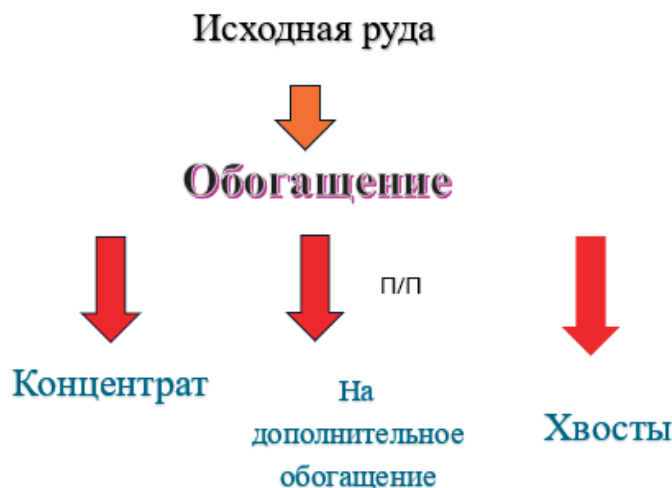 Исходная руда
Обогащение
п/п
Концентрат
На
дополнительное
обогащение
Хвосты